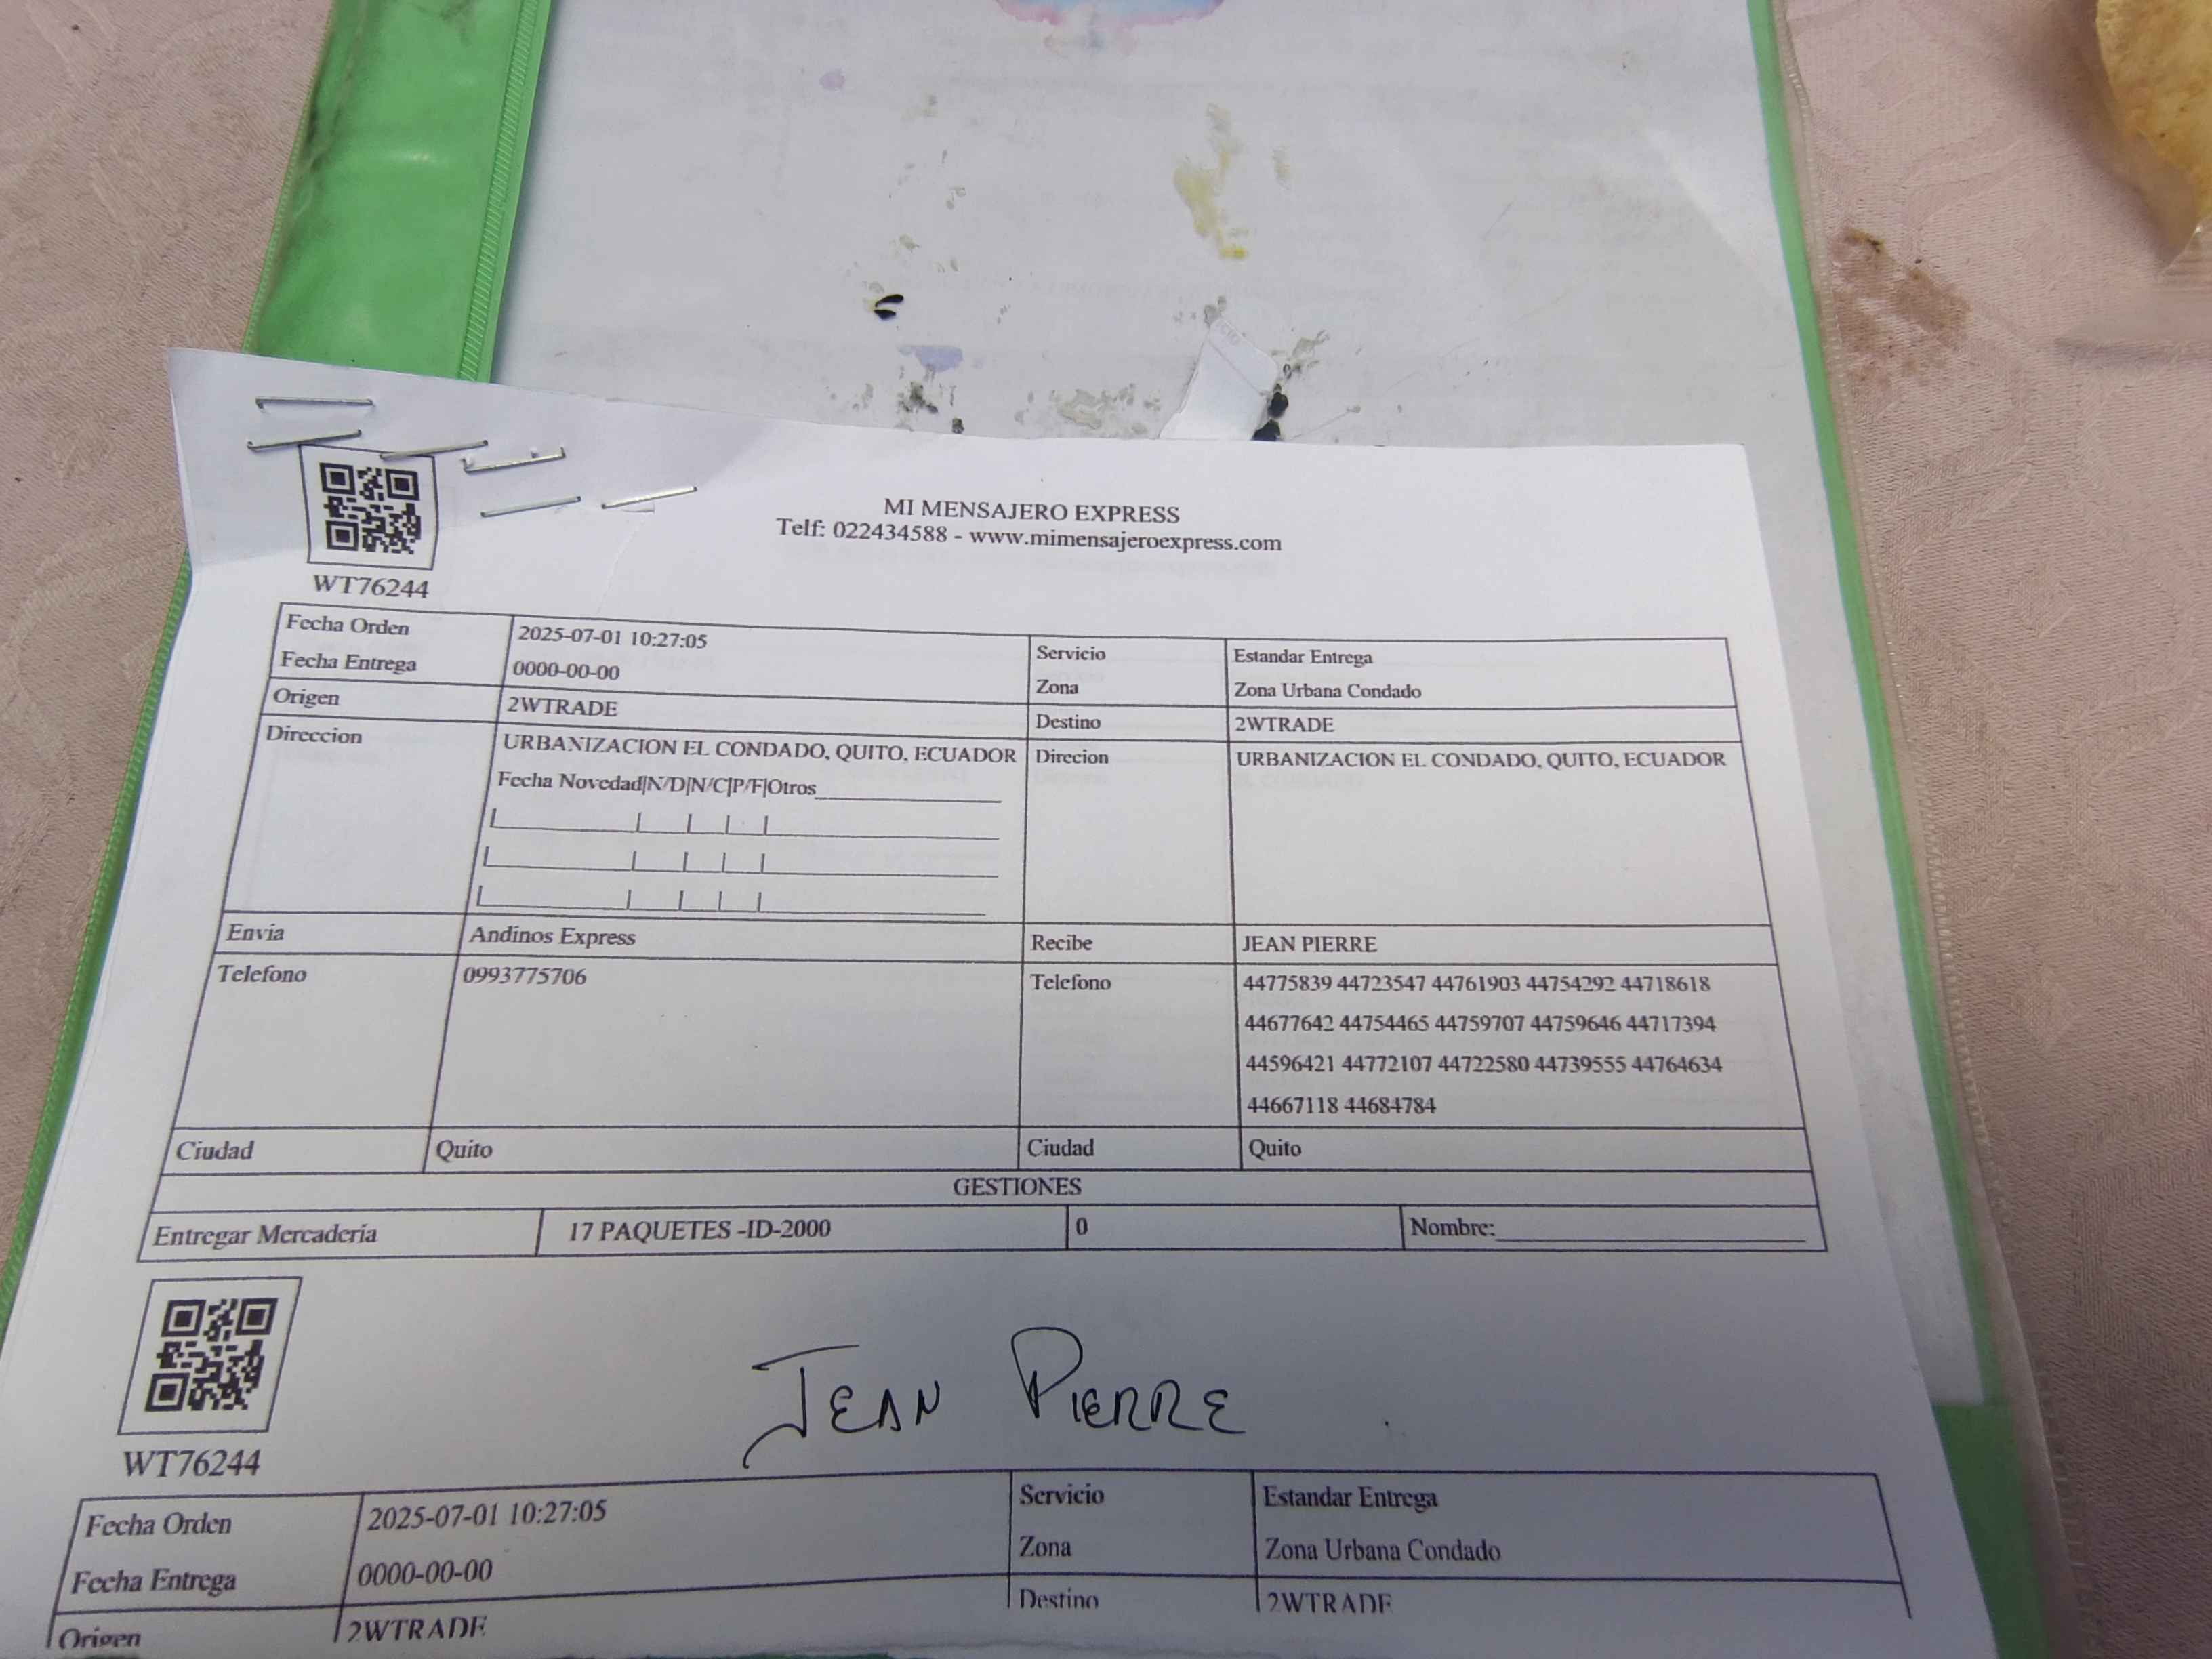 MI MENSAJERO EXPRESS
Telf: 022434588 - www.mimensajeroexpress.com
WT76244
Fecha Orden 2025-07-01 10:27:05 Servicio Estandar Entrega
Fecha Entrega 0000-00-00 Zona Zona Urbana Condado
Origen 2WTRADE Destino 2WTRADE
Direccion URBANIZACION EL CONDADO, QUITO, ECUADOR Direcion URBANIZACION EL CONDADO, QUITO, ECUADOR
Fecha Novedad|N/D|N/C|P/F|Otros
Envia Andinos Express Recibe JEAN PIERRE
Telefono 0993775706 Telefono 44775839 44723547 44761903 44754292 44718618
44677642 44754465 44759707 44759646 44717394
44596421 44772107 44722580 44739555 44764634
44667118 44684784
Ciudad Quito Ciudad Quito
GESTIONES
Entregar Mercadería 17 PAQUETES -ID-2000 0 Nombre:
JEAN PIERRE
WT76244
Fecha Orden 2025-07-01 10:27:05 Servicio Estandar Entrega
Fecha Entrega 0000-00-00 Zona Zona Urbana Condado
Origen 2WTRADE Destino 2WTRADE